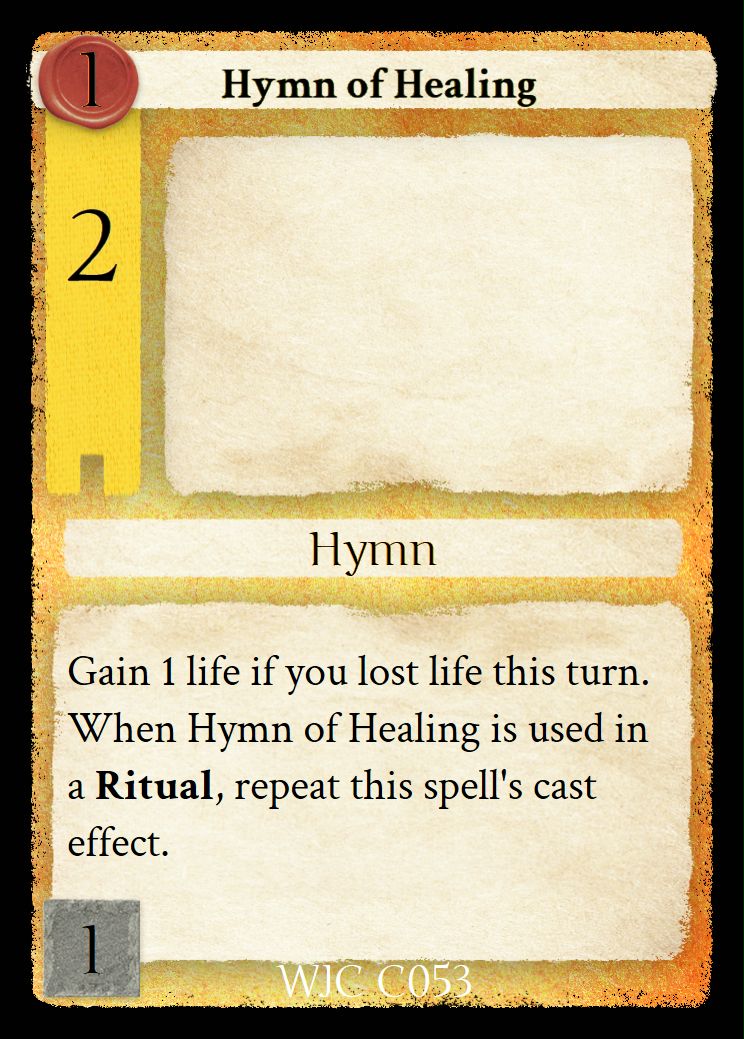 1
Hymn of Healing
2
Hymn
Gain 1 life if you lost life this turn.
When Hymn of Healing is used in
a Ritual, repeat this spell's cast
effect.
1
WJC C053